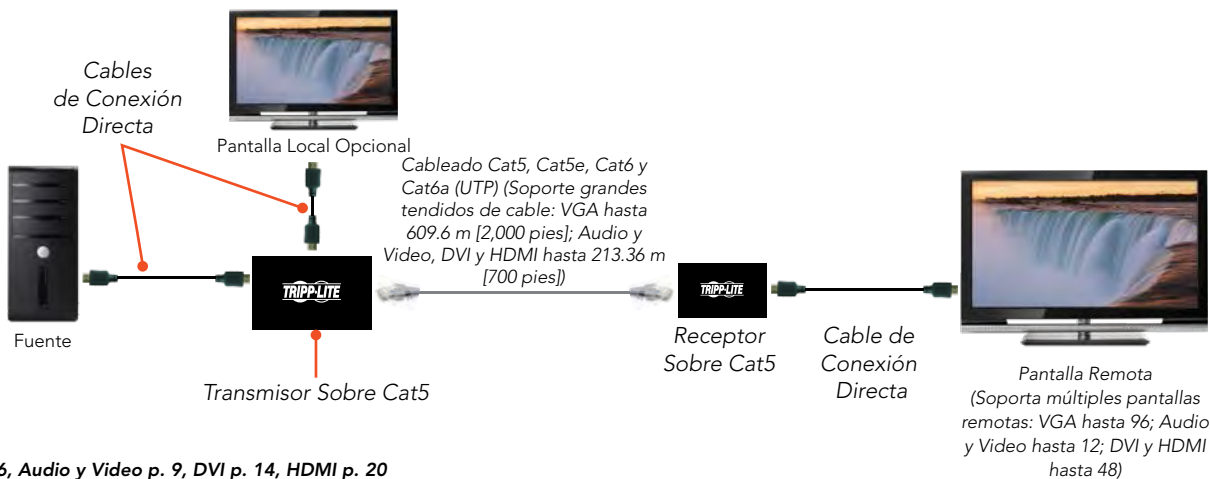 Cables
de Conexión
Directa
Pantalla Local Opcional
Fuente
TRIPP·LITE
Transmisor Sobre Cat5
Cableado Cat5, Cat5e, Cat6 y
Cat6a (UTP) (Soporte grandes
tendidos de cable: VGA hasta
609.6 m [2,000 pies]; Audio y
Video, DVI y HDMI hasta 213.36 m
[700 pies])
TRIPP·LITE
Receptor
Sobre Cat5
Cable de
Conexión
Directa
Pantalla Remota
(Soporta múltiples pantallas
remotas: VGA hasta 96; Audio
y Video hasta 12; DVI y HDMI
hasta 48)
6, Audio y Video p. 9, DVI p. 14, HDMI p. 20